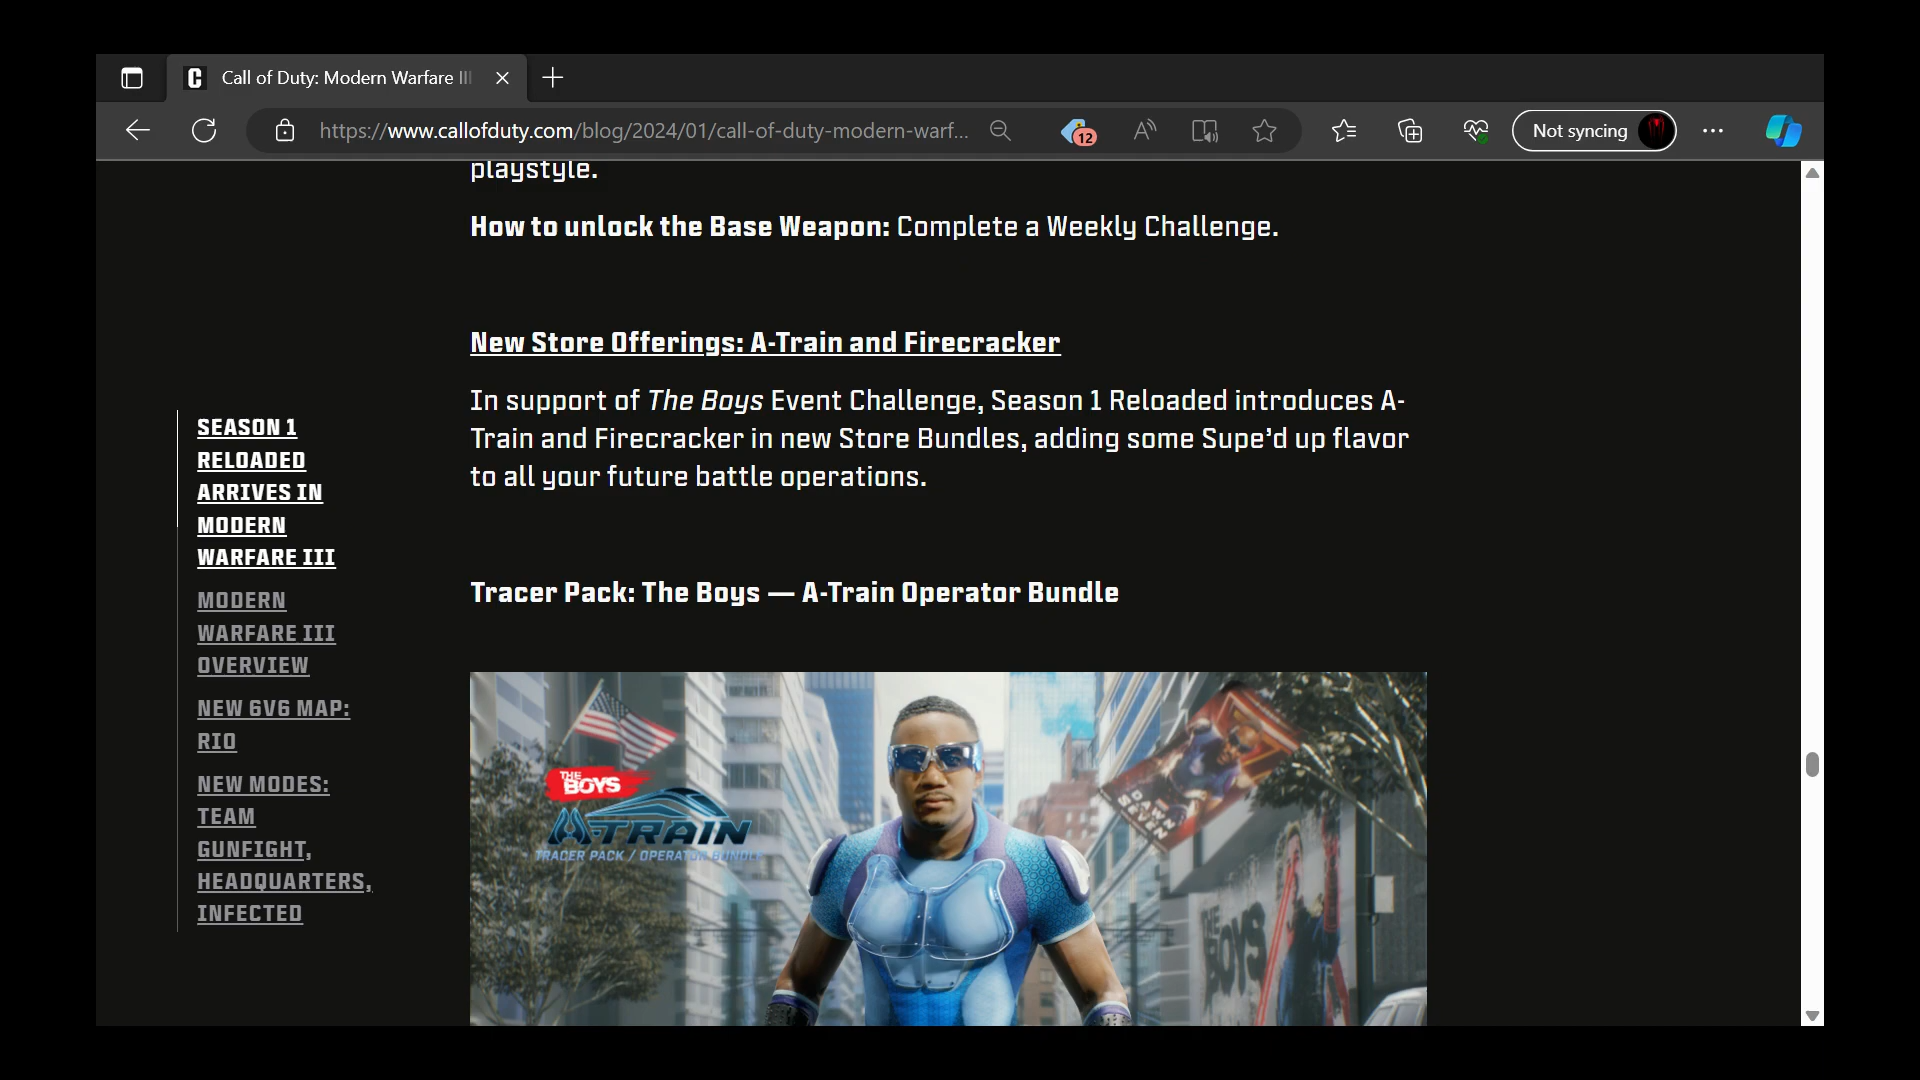 Call of Duty: Modern Warfare III
https://www.callofduty.com/blog/2024/01/call-of-duty-modern-warf...
12
Not syncing
playstyle.
How to unlock the Base Weapon: Complete a Weekly Challenge.
New Store Offerings: A-Train and Firecracker
In support of The Boys Event Challenge, Season 1 Reloaded introduces A-
Train and Firecracker in new Store Bundles, adding some Supe’d up flavor
to all your future battle operations.
SEASON 1
RELOADED
ARRIVES IN
MODERN
WARFARE III
MODERN
WARFARE III
OVERVIEW
NEW 6V6 MAP:
RIO
NEW MODES:
TEAM
GUNFIGHT,
HEADQUARTERS,
INFECTED
Tracer Pack: The Boys — A-Train Operator Bundle
THE
BOYS
A-TRAIN
TRACER PACK / OPERATOR BUNDLE
DAWN
SEVEN
THE
BOYS